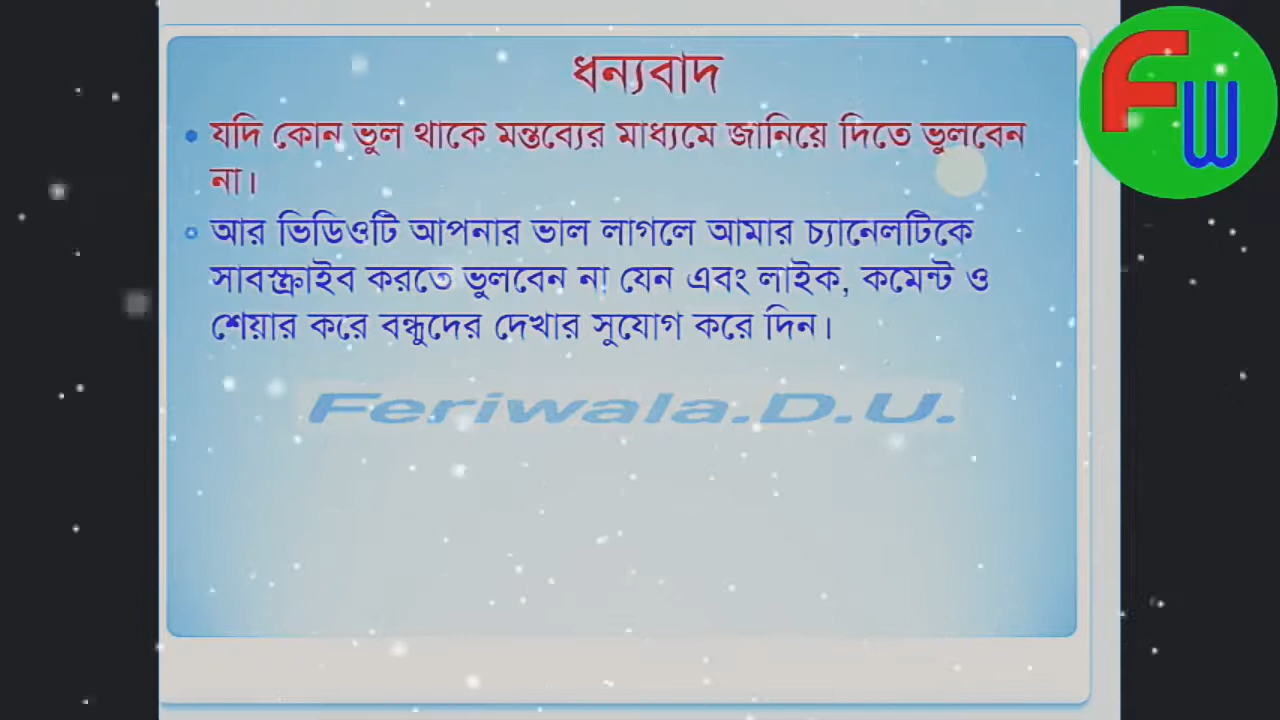 ধন্যবাদ
যদি কোন ভুল থাকে মন্তব্যের মাধ্যমে জানিয়ে দিতে ভুলবেন
না।
আর ভিডিওটি আপনার ভাল লাগলে আমার চ্যানেলটিকে
সাবস্ক্রাইব করতে ভুলবেন না যেন এবং লাইক, কমেন্ট ও
শেয়ার করে বন্ধুদের দেখার সুযোগ করে দিন।
Feriwala.D.U.
FW